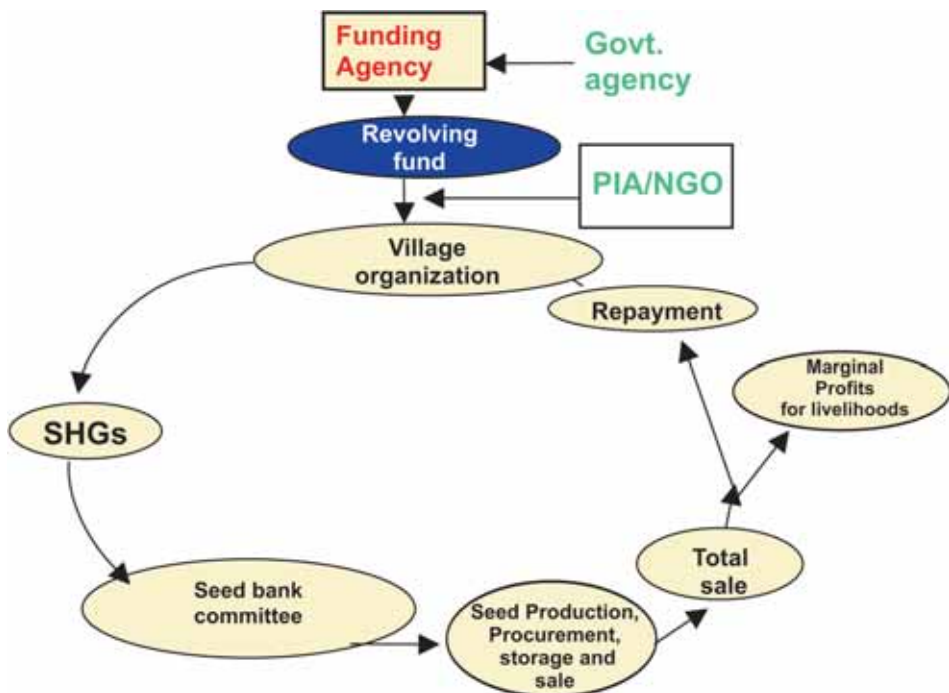 Funding
Agency
Govt.
agency
Revolving
fund
PIA/NGO
Village
organization
Repayment
Marginal
Profits
for livelihoods
SHGs
Total
sale
Seed bank
committee
Seed Production,
Procurement,
storage and
sale